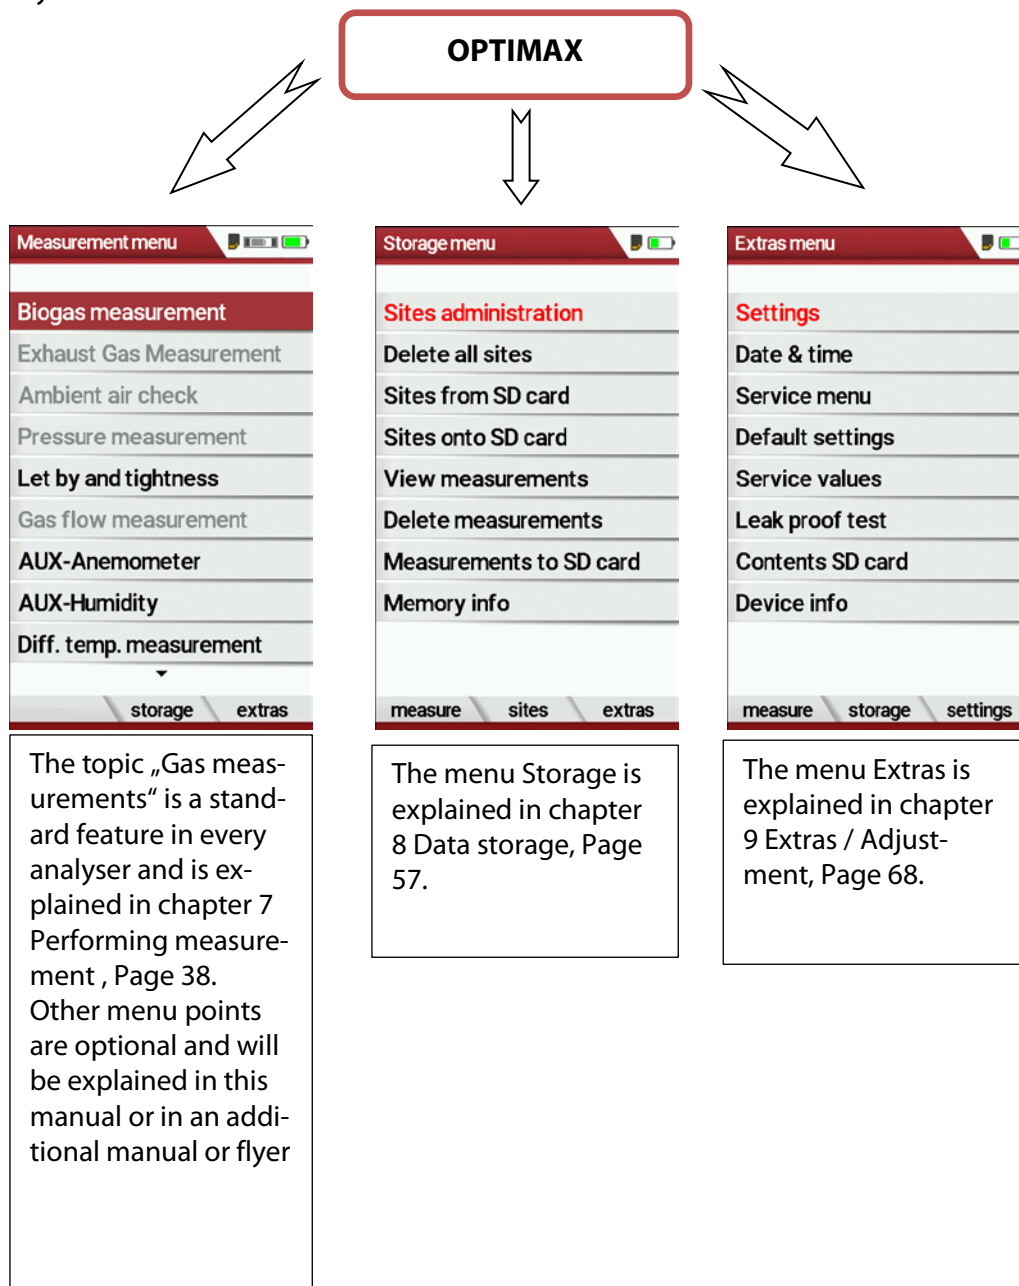 OPTIMAX
Measurement menu
Biogas measurement
Exhaust Gas Measurement
Ambient air check
Pressure measurement
Let by and tightness
Gas flow measurement
AUX-Anemometer
AUX-Humidity
Diff. temp. measurement
storage extras
The topic „Gas meas-
urements“ is a stand-
ard feature in every
analyser and is ex-
plained in chapter 7
Performing measure-
ment , Page 38.
Other menu points
are optional and will
be explained in this
manual or in an addi-
tional manual or flyer
Storage menu
Sites administration
Delete all sites
Sites from SD card
Sites onto SD card
View measurements
Delete measurements
Measurements to SD card
Memory info
measure sites extras
The menu Storage is
explained in chapter
8 Data storage, Page
57.
Extras menu
Settings
Date & time
Service menu
Default settings
Service values
Leak proof test
Contents SD card
Device info
measure storage settings
The menu Extras is
explained in chapter
9 Extras / Adjust-
ment, Page 68.